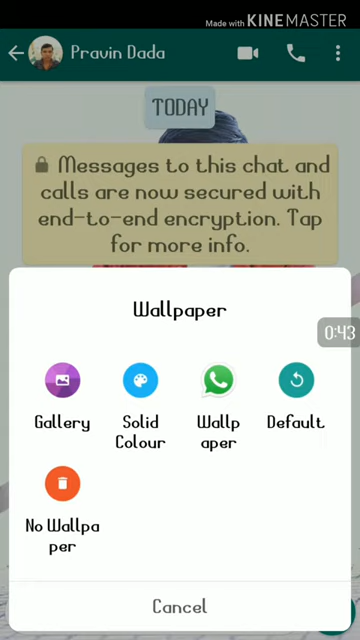 Made with KINEMASTER
Pravin Dada
TODAY
Messages to this chat and
calls are now secured with
end-to-end encryption. Tap
for more info.
Wallpaper
0:43
Gallery
Solid
Colour
Wallp
aper
Default
No Wallpa
per
Cancel